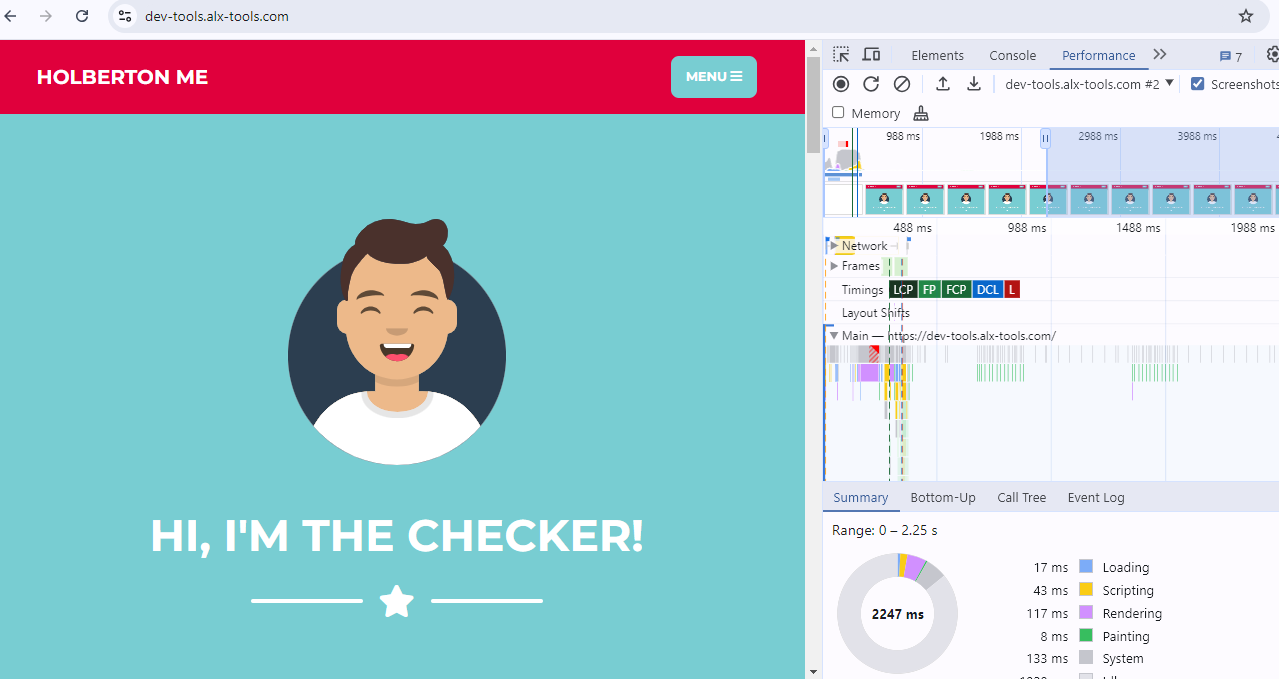 dev-tools.alx-tools.com
HOLBERTON ME
MENU
HI, I'M THE CHECKER!
Elements Console Performance 7
dev-tools.alx-tools.com #2 Screenshots
Memory
988 ms 1988 ms 2988 ms 3988 ms
488 ms 988 ms 1488 ms 1988 ms
Network
Frames
Timings LCP FP FCP DCL L
Layout Shifts
Main — https://dev-tools.alx-tools.com/
Summary Bottom-Up Call Tree Event Log
Range: 0 – 2.25 s
2247 ms
17 ms Loading
43 ms Scripting
117 ms Rendering
8 ms Painting
133 ms System